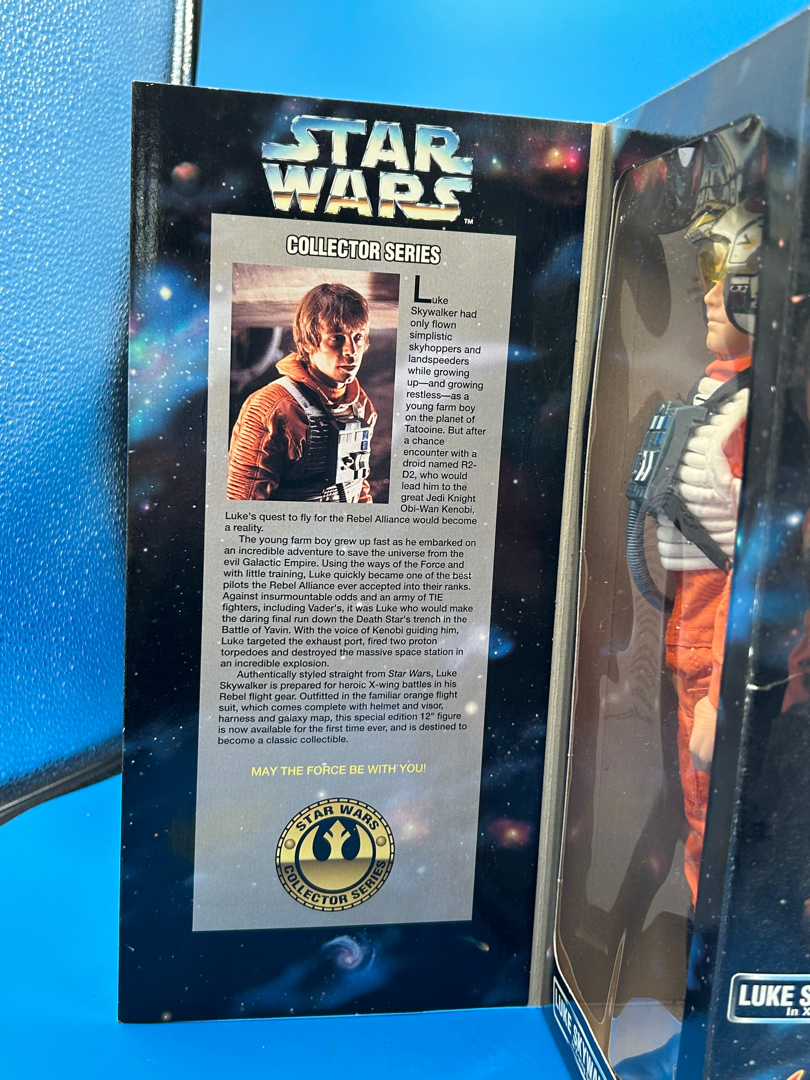 STAR
WARS
TM
COLLECTOR SERIES
Luke
Skywalker had
only flown
simplistic
skyhoppers and
landspeeders
while growing
up—and growing
restless—as a
young farm boy
on the planet of
Tatooine. But after
a chance
encounter with a
droid named R2-
D2, who would
lead him to the
great Jedi Knight
Obi-Wan Kenobi.
Luke's quest to fly for the Rebel Alliance would become
a reality.
The young farm boy grew up fast as he embarked on
an incredible adventure to save the universe from the
evil Galactic Empire. Using the ways of the Force and
with little training, Luke quickly became one of the best
pilots the Rebel Alliance ever accepted into their ranks.
Against insurmountable odds and an army of TIE
fighters, including Vader's, it was Luke who would make
the daring final run down the Death Star's trench in the
Battle of Yavin. With the voice of Kenobi guiding him,
Luke targeted the exhaust port, fired two proton
torpedoes and destroyed the massive space station in
an incredible explosion.
Authentically styled straight from Star Wars, Luke
Skywalker is prepared for heroic X-wing battles in his
Rebel flight gear. Outfitted in the familiar orange flight
suit, which comes complete with helmet and visor,
harness and galaxy map, this special edition 12" figure
is now available for the first time ever, and is destined to
become a classic collectible.
MAY THE FORCE BE WITH YOU!
STAR WARS
COLLECTOR SERIES
LUKE SKYWA
LUKE S
In X